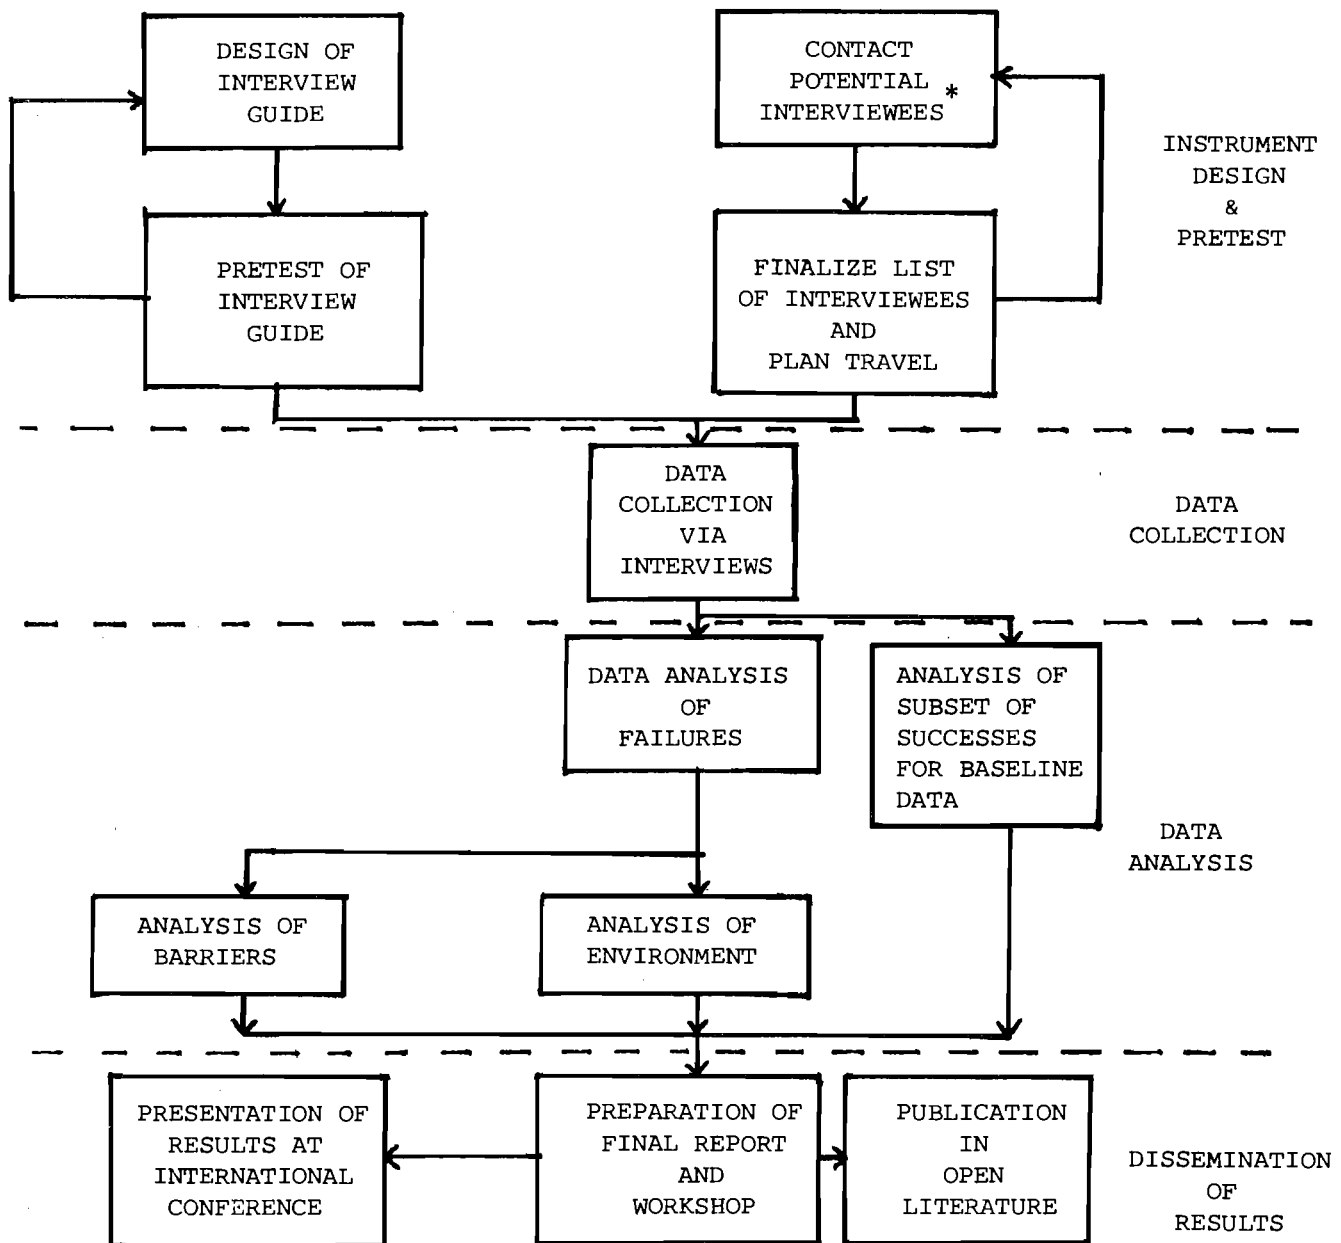 DESIGN OF
INTERVIEW
GUIDE
CONTACT
POTENTIAL
INTERVIEWEES*
INSTRUMENT
DESIGN
&
PRETEST
PRETEST OF
INTERVIEW
GUIDE
FINALIZE LIST
OF INTERVIEWEES
AND
PLAN TRAVEL
DATA
COLLECTION
VIA
INTERVIEWS
DATA
COLLECTION
DATA ANALYSIS
OF
FAILURES
ANALYSIS OF
SUBSET OF
SUCCESSES
FOR BASELINE
DATA
DATA
ANALYSIS
ANALYSIS OF
BARRIERS
ANALYSIS OF
ENVIRONMENT
PRESENTATION OF
RESULTS AT
INTERNATIONAL
CONFERENCE
PREPARATION OF
FINAL REPORT
AND
WORKSHOP
PUBLICATION
IN
OPEN
LITERATURE
DISSEMINATION
OF
RESULTS